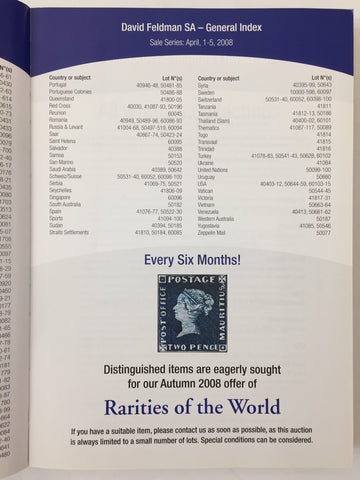 David Feldman SA – General Index
Sale Series: April, 1-5, 2008
Country or subject Lot N°(s)
Portugal 40946-48, 50481-85
Portuguese Colonies 50486-88
Queensland 41800-05
Red Cross 40030, 41087-93, 50196
Reunion 60045
Romania 40949, 50489-96, 60086-93
Russia & Levant 41004-68, 50497-519, 60094
Saar 40867-74, 50423-24
Saint Helena 60095
Salvador 40388
Samoa 50153
San Marino 50520
Saudi Arabia 40389, 50642
Schweiz/Suisse 50531-40, 60052, 60096-100
Serbia 41069-75, 50521
Seychelles 41806-09
Singapore 60096
South Australia 50182
Spain 41076-77, 50522-30
Sports 41094-100
Sudan 40394, 50185
Straits Settlements 41810, 50184, 60085
Country or subject Lot N°(s)
Syria 40395-99, 50643
Sweden 10000-596, 60097
Switzerland 50531-40, 60052, 60096-100
Tanzania 41811
Tasmania 41812-13, 50186
Thailand (Siam) 40400-02, 60101
Thematics 41087-117, 50089
Togo 41814
Transvaal 41815
Trinidad 41816
Turkey 41078-83, 50541-43, 50628, 60102
Ukraine 50181
United Nations 50099-100
Uruguay 50660
USA 40403-12, 50644-59, 60103-15
Vatican 50544-45
Victoria 41817-31
Vietnam 50663-64
Venezuela 40413, 50661-62
Western Australia 50187
Yugoslavia 41085, 50546
Zeppelin Mail 50077
Every Six Months!
POSTAGE
POST OFFICE
MAURITIUS
TWO PENCE
Distinguished items are eagerly sought
for our Autumn 2008 offer of
Rarities of the World
If you have a suitable item, please contact us as soon as possible, as this auction
is always limited to a small number of lots. Special conditions can be considered.